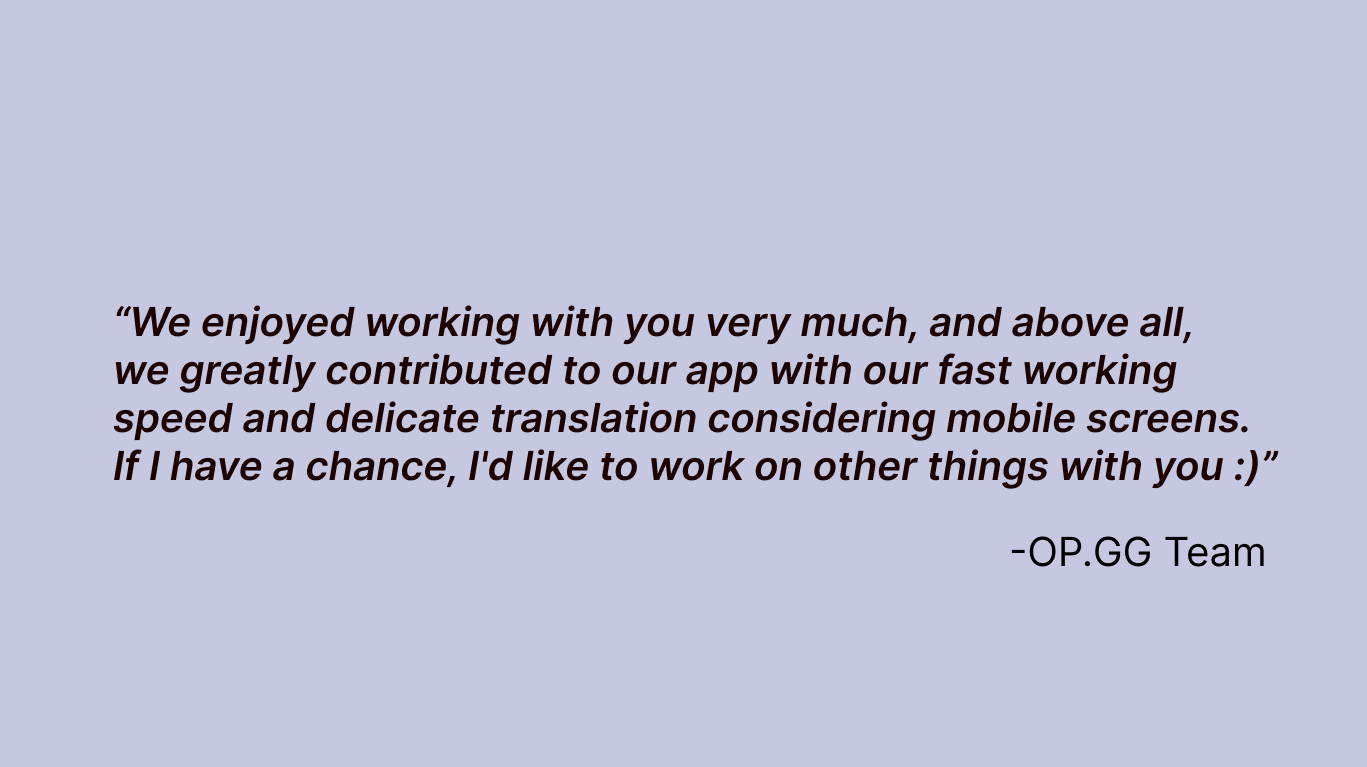 “We enjoyed working with you very much, and above all,
we greatly contributed to our app with our fast working
speed and delicate translation considering mobile screens.
If I have a chance, I'd like to work on other things with you :)”
-OP.GG Team